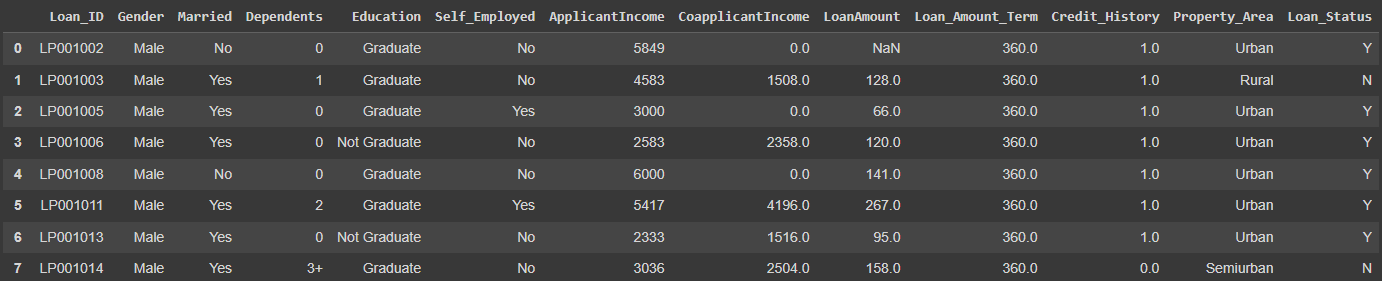 Loan_ID Gender Married Dependents Education Self_Employed ApplicantIncome CoapplicantIncome LoanAmount Loan_Amount_Term Credit_History Property_Area Loan_Status
0 LP001002 Male No 0 Graduate No 5849 0.0 NaN 360.0 1.0 Urban Y
1 LP001003 Male Yes 1 Graduate No 4583 1508.0 128.0 360.0 1.0 Rural N
2 LP001005 Male Yes 0 Graduate Yes 3000 0.0 66.0 360.0 1.0 Urban Y
3 LP001006 Male Yes 0 Not Graduate No 2583 2358.0 120.0 360.0 1.0 Urban Y
4 LP001008 Male No 0 Graduate No 6000 0.0 141.0 360.0 1.0 Urban Y
5 LP001011 Male Yes 2 Graduate Yes 5417 4196.0 267.0 360.0 1.0 Urban Y
6 LP001013 Male Yes 0 Not Graduate No 2333 1516.0 95.0 360.0 1.0 Urban Y
7 LP001014 Male Yes 3+ Graduate No 3036 2504.0 158.0 360.0 0.0 Semiurban N